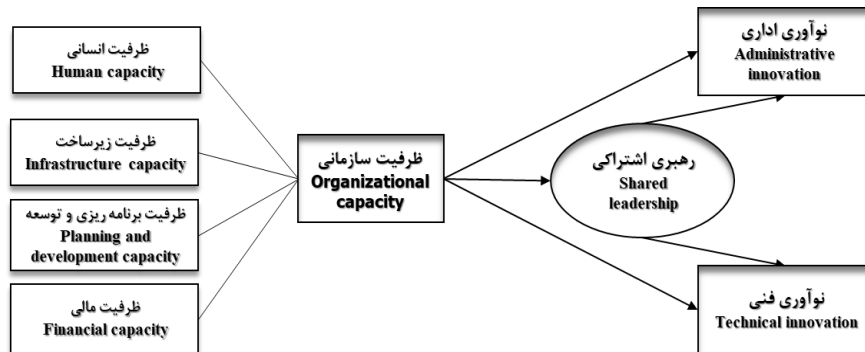 ظرفیت انسانی
Human capacity
ظرفیت زیرساخت
Infrastructure capacity
ظرفیت برنامه ریزی و توسعه
Planning and
development capacity
ظرفیت مالی
Financial capacity
ظرفیت سازمانی
Organizational
capacity
نوآوری اداری
Administrative
innovation
رهبری اشتراکی
Shared
leadership
نوآوری فنی
Technical innovation